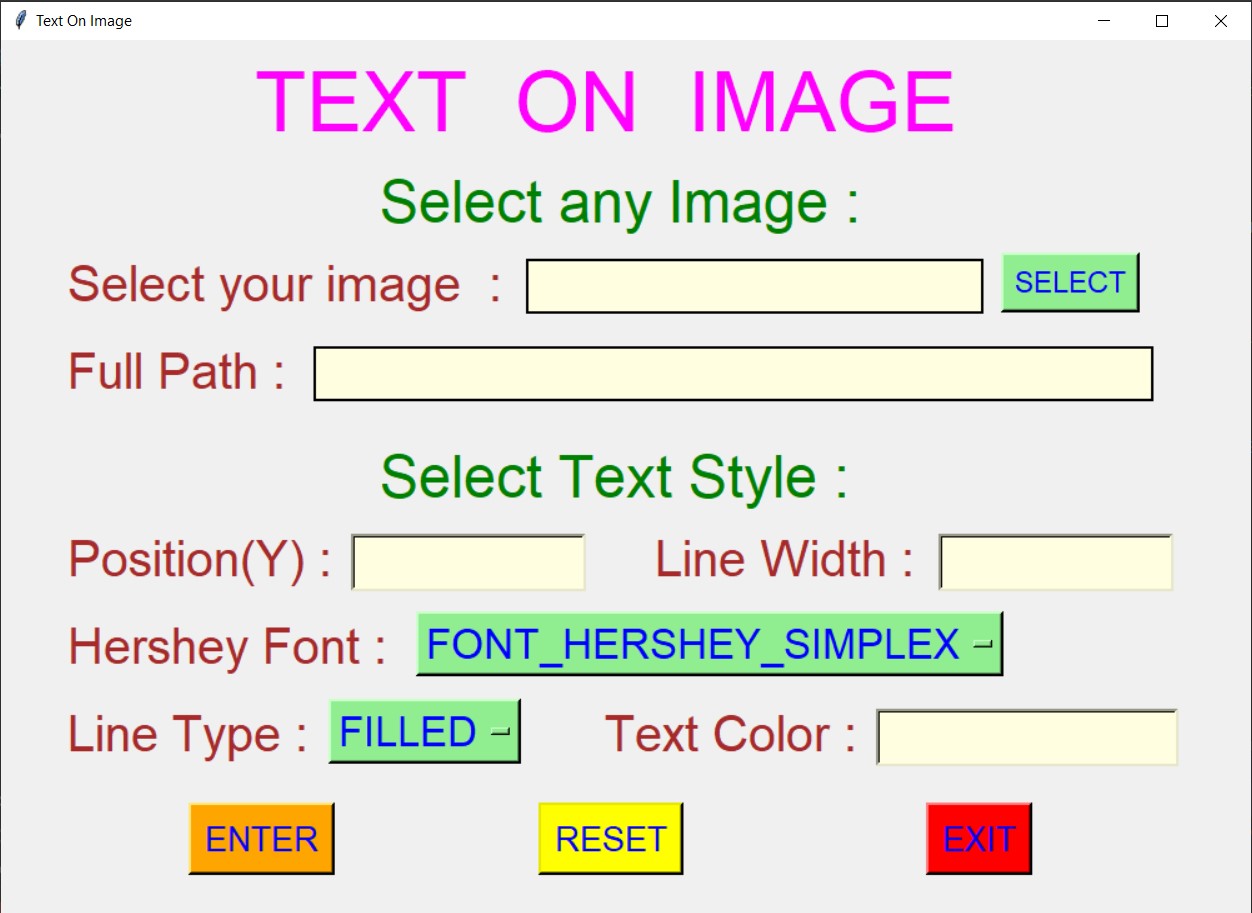 Text On Image
TEXT ON IMAGE
Select any Image :
Select your image : SELECT
Full Path :
Select Text Style :
Position(Y) : Line Width :
Hershey Font : FONT_HERSHEY_SIMPLEX
Line Type : FILLED Text Color :
ENTER RESET EXIT